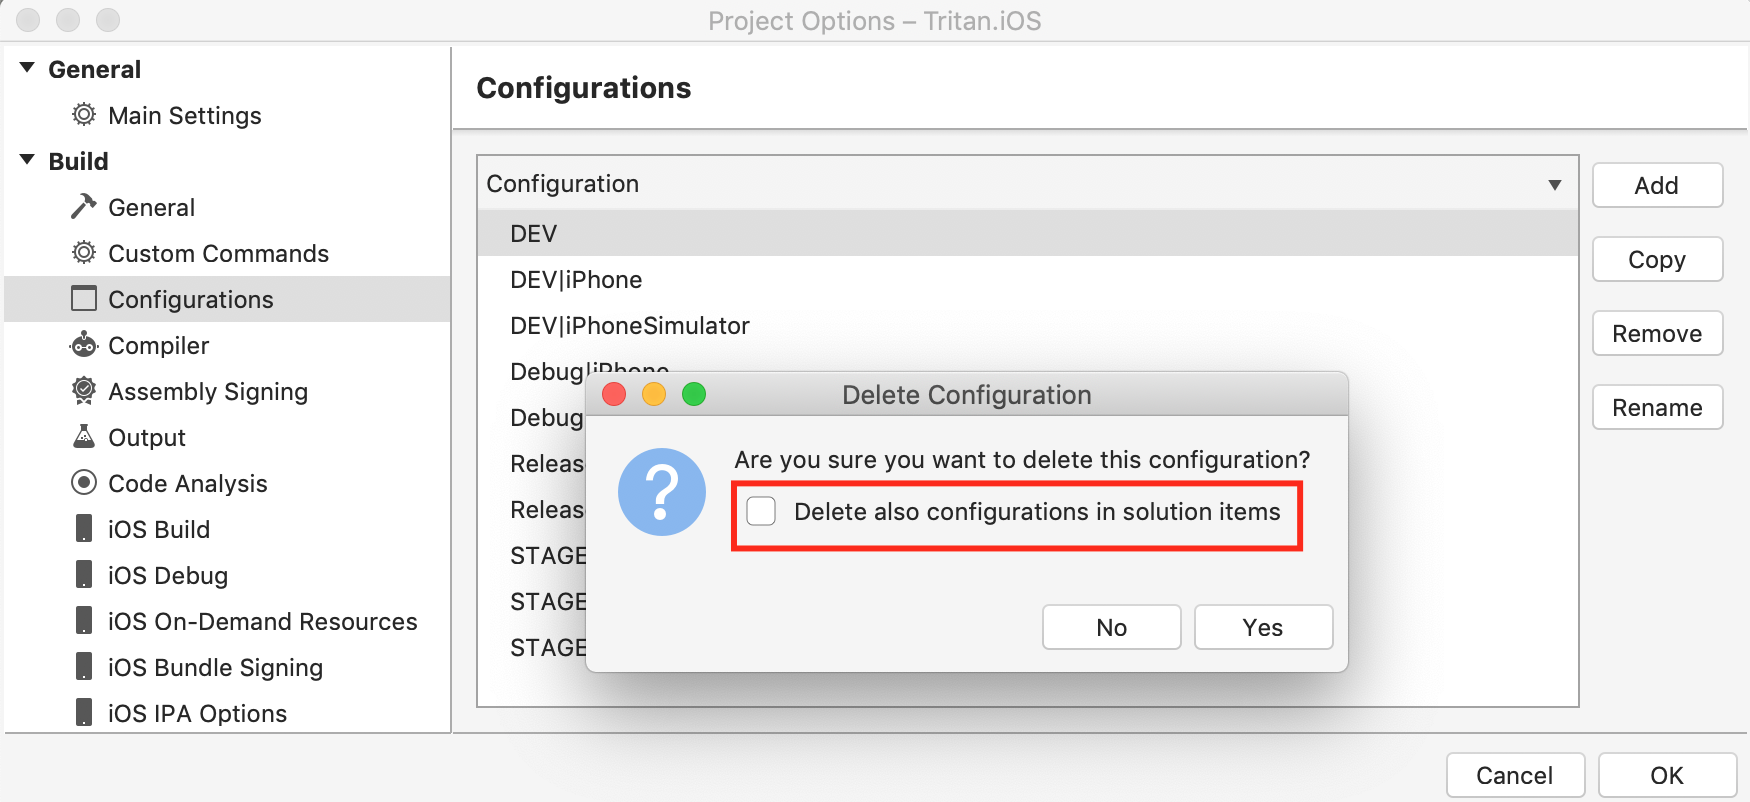 Project Options – Tritan.iOS
General
Main Settings
Build
General
Custom Commands
Configurations
Compiler
Assembly Signing
Output
Code Analysis
iOS Build
iOS Debug
iOS On-Demand Resources
iOS Bundle Signing
iOS IPA Options
Configurations
Configuration
DEV
DEV|iPhone
DEV|iPhoneSimulator
Debug|iPhone
Debug
Releas
Releas
STAGE
STAGE
STAGE
Add
Copy
Remove
Rename
Delete Configuration
Are you sure you want to delete this configuration?
Delete also configurations in solution items
No
Yes
Cancel
OK